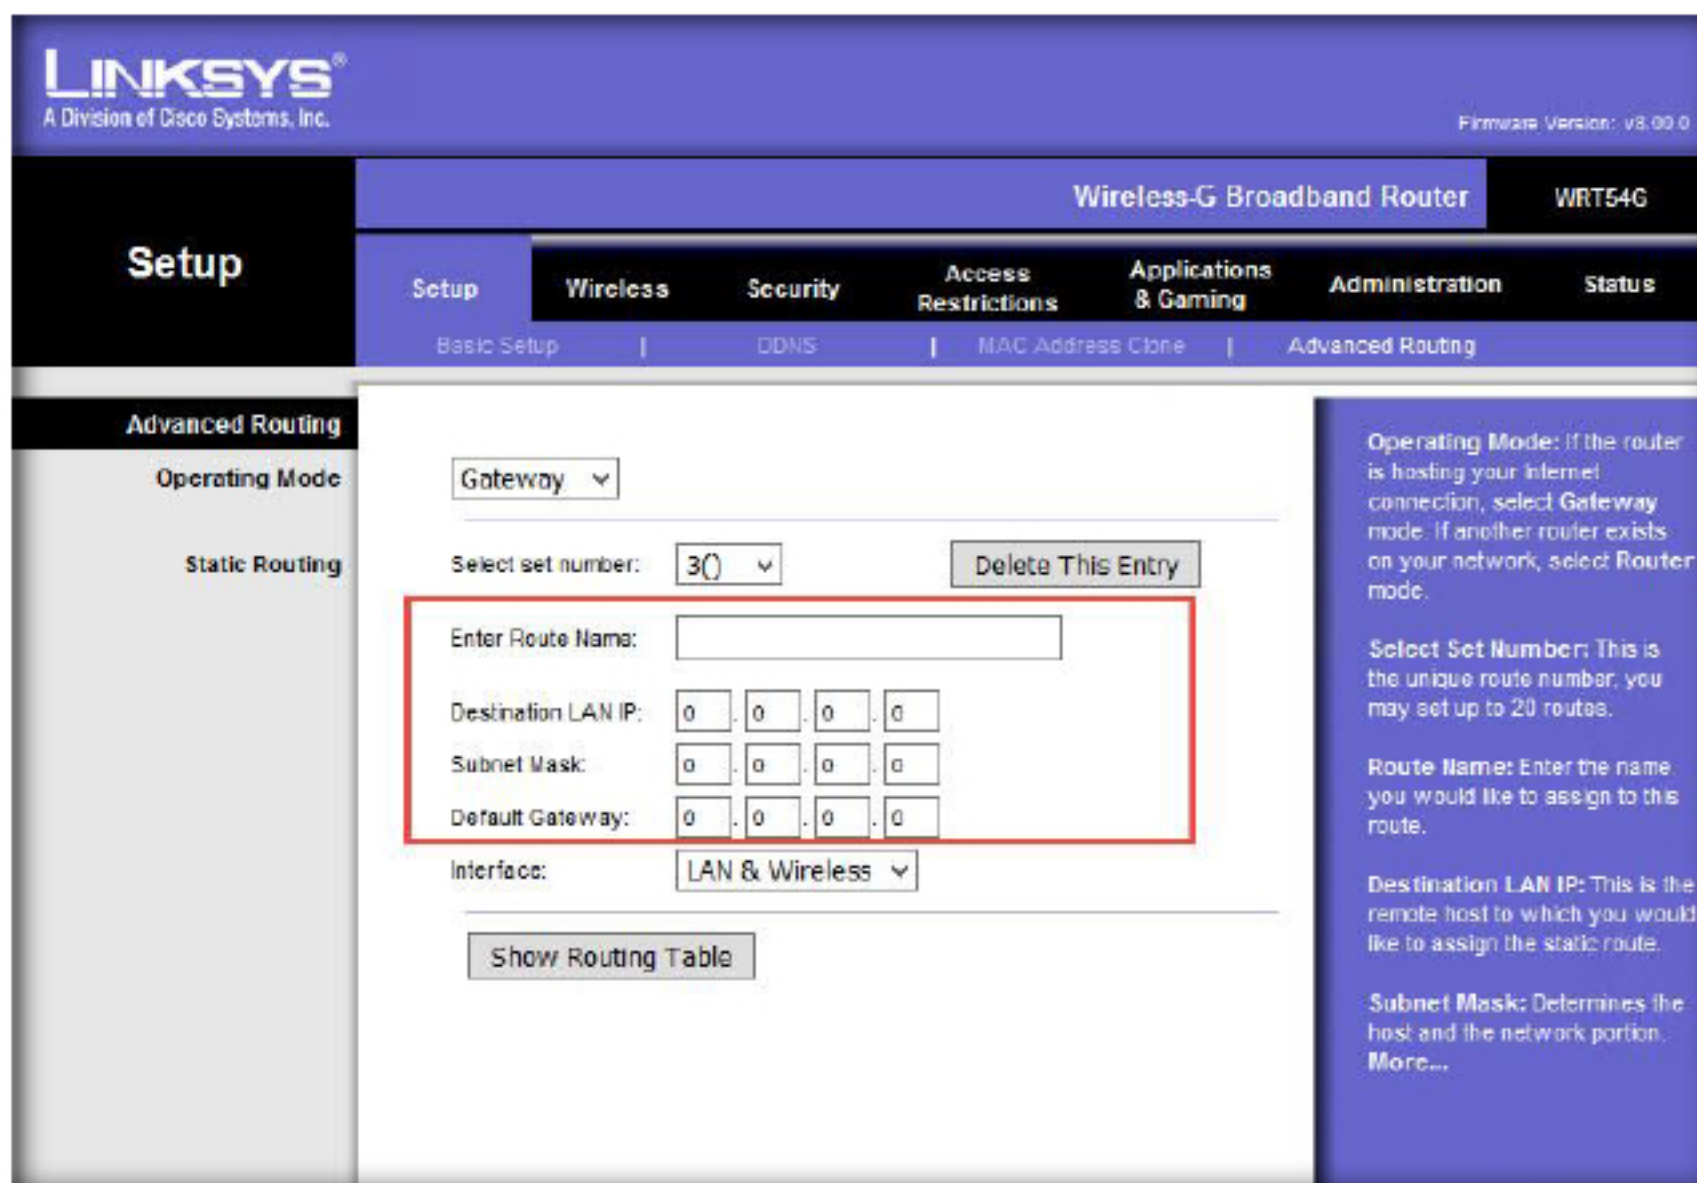 LINKSYS®
A Division of Cisco Systems, Inc.
Firmware Version: v8.00.0
Wireless-G Broadband Router WRT54G
Setup
Setup Wireless Security Access Restrictions Applications & Gaming Administration Status
Basic Setup | DDNS | MAC Address Clone | Advanced Routing
Advanced Routing
Operating Mode
Gateway
Static Routing
Select set number: 3() Delete This Entry
Enter Route Name:
Destination LAN IP: 0 . 0 . 0 . 0
Subnet Mask: 0 . 0 . 0 . 0
Default Gateway: 0 . 0 . 0 . 0
Interface: LAN & Wireless
Show Routing Table
Operating Mode: If the router
is hosting your Internet
connection, select Gateway
mode. If another router exists
on your network, select Router
mode.
Select Set Number: This is
the unique route number, you
may set up to 20 routes.
Route Name: Enter the name
you would like to assign to this
route.
Destination LAN IP: This is the
remote host to which you would
like to assign the static route.
Subnet Mask: Determines the
host and the network portion.
More...